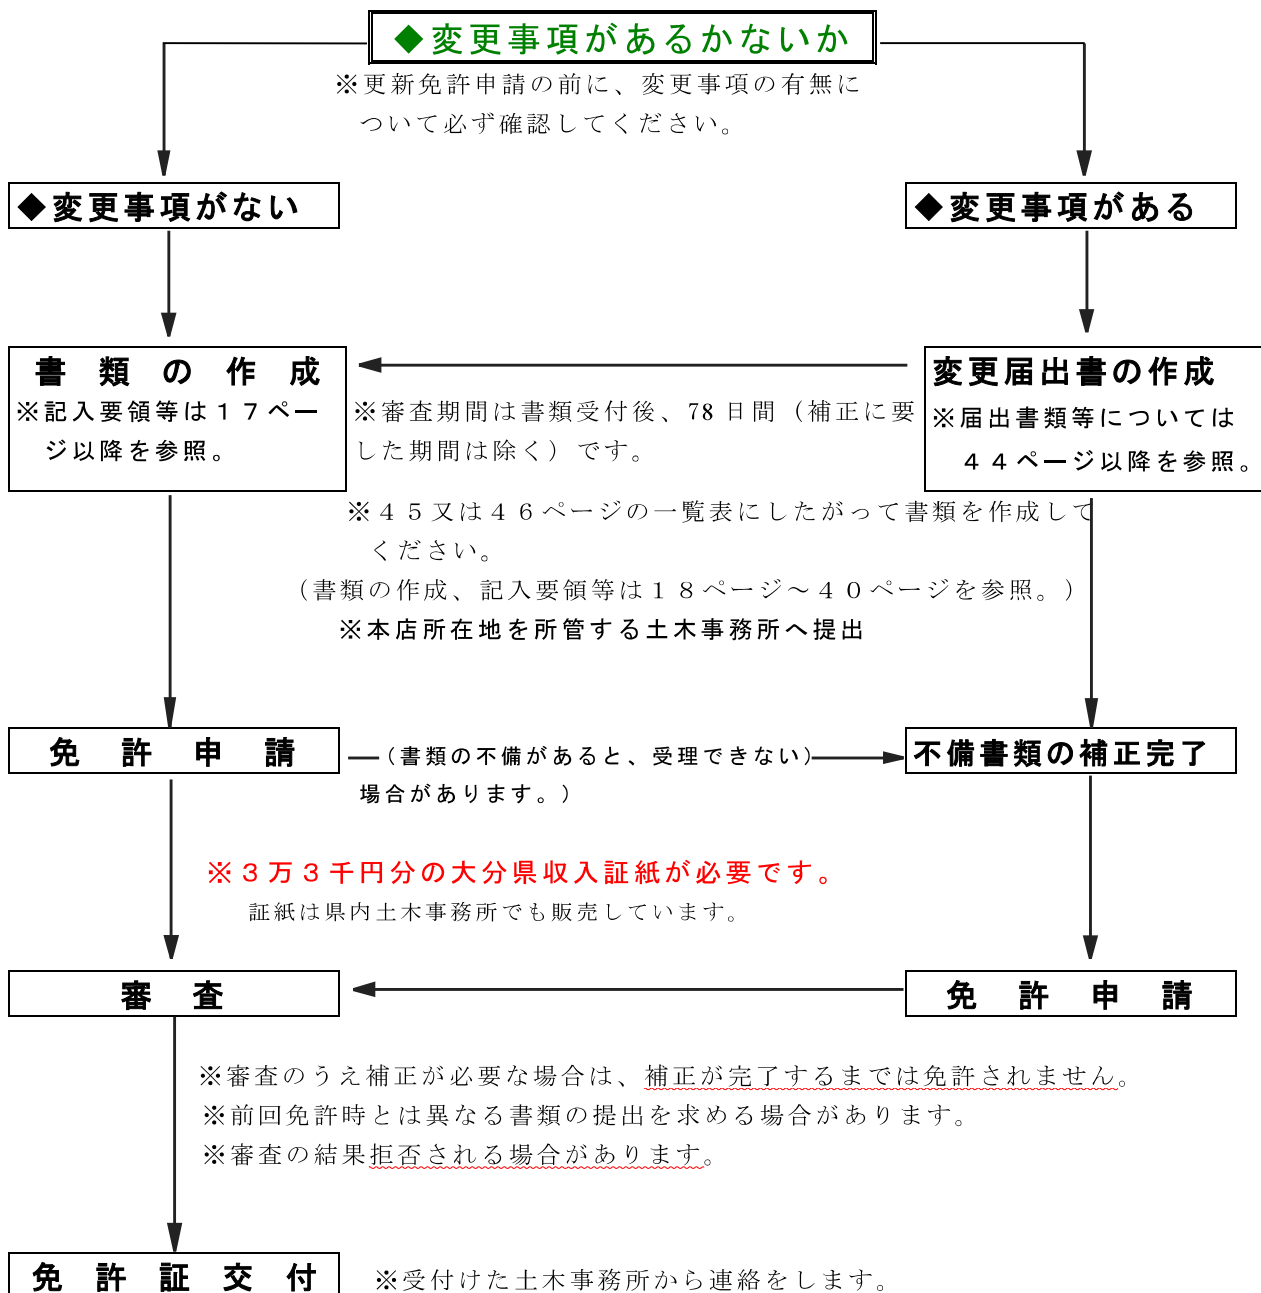 ◆変更事項があるかないか
※更新免許申請の前に、変更事項の有無に
ついて必ず確認してください。
◆変更事項がない
◆変更事項がある
書類の作成
※記入要領等は１７ペー
ジ以降を参照。
※審査期間は書類受付後、78日間（補正に要
した期間は除く）です。
変更届出書の作成
※届出書類等については
４４ページ以降を参照。
※４５又は４６ページの一覧表にしたがって書類を作成して
ください。
（書類の作成、記入要領等は１８ページ～４０ページを参照。）
※本店所在地を所管する土木事務所へ提出
免許申請
（書類の不備があると、受理できない）
場合があります。）
不備書類の補正完了
※３万３千円分の大分県収入証紙が必要です。
証紙は県内土木事務所でも販売しています。
審査
免許申請
※審査のうえ補正が必要な場合は、補正が完了するまでは免許されません。
※前回免許時とは異なる書類の提出を求める場合があります。
※審査の結果拒否される場合があります。
免許証交付
※受付けた土木事務所から連絡をします。